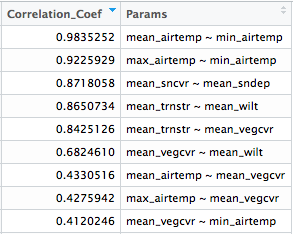 Correlation_Coef Params
0.9835252 mean_airtemp ~ min_airtemp
0.9225929 max_airtemp ~ min_airtemp
0.8718058 mean_sncvr ~ mean_sndep
0.8650734 mean_trnstr ~ mean_wilt
0.8425126 mean_trnstr ~ mean_vegcvr
0.6824610 mean_vegcvr ~ mean_wilt
0.4330516 mean_airtemp ~ mean_vegcvr
0.4275942 max_airtemp ~ mean_vegcvr
0.4120246 mean_vegcvr ~ min_airtemp